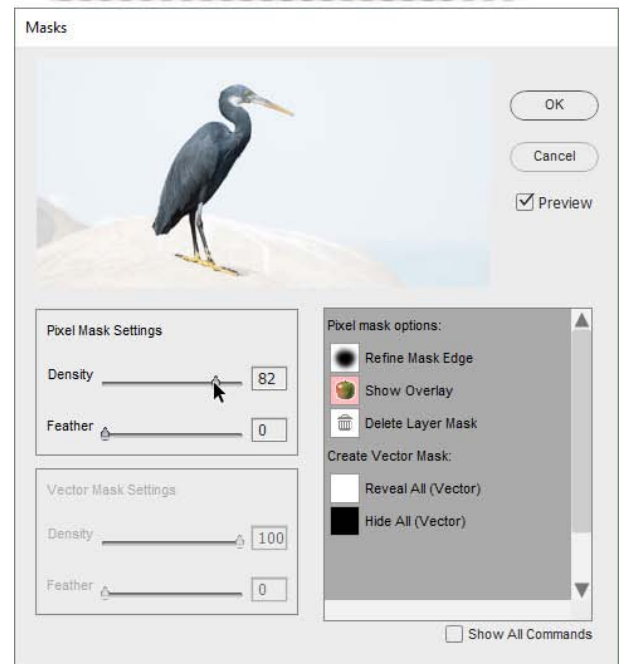 Masks
OK
Cancel
Preview
Pixel Mask Settings
Density 82
Feather 0
Vector Mask Settings
Density 100
Feather 0
Pixel mask options:
Refine Mask Edge
Show Overlay
Delete Layer Mask
Create Vector Mask:
Reveal All (Vector)
Hide All (Vector)
Show All Commands